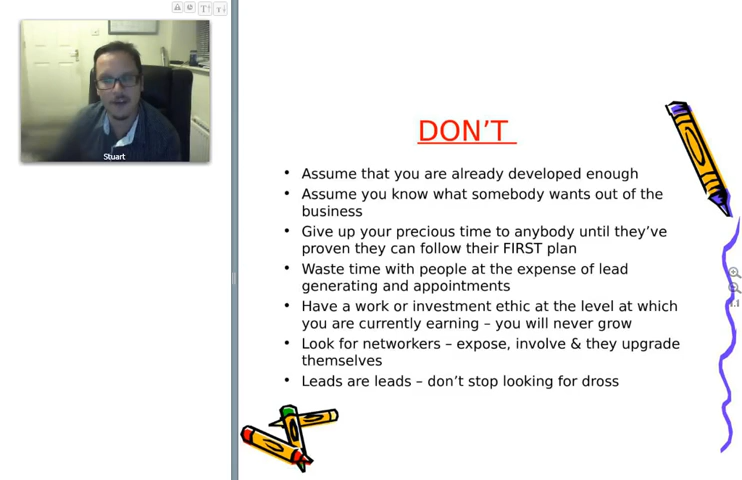 T↑ T↓
Stuart
DON'T
• Assume that you are already developed enough
• Assume you know what somebody wants out of the
business
• Give up your precious time to anybody until they've
proven they can follow their FIRST plan
• Waste time with people at the expense of lead
generating and appointments
• Have a work or investment ethic at the level at which
you are currently earning – you will never grow
• Look for networkers – expose, involve & they upgrade
themselves
• Leads are leads – don't stop looking for dross